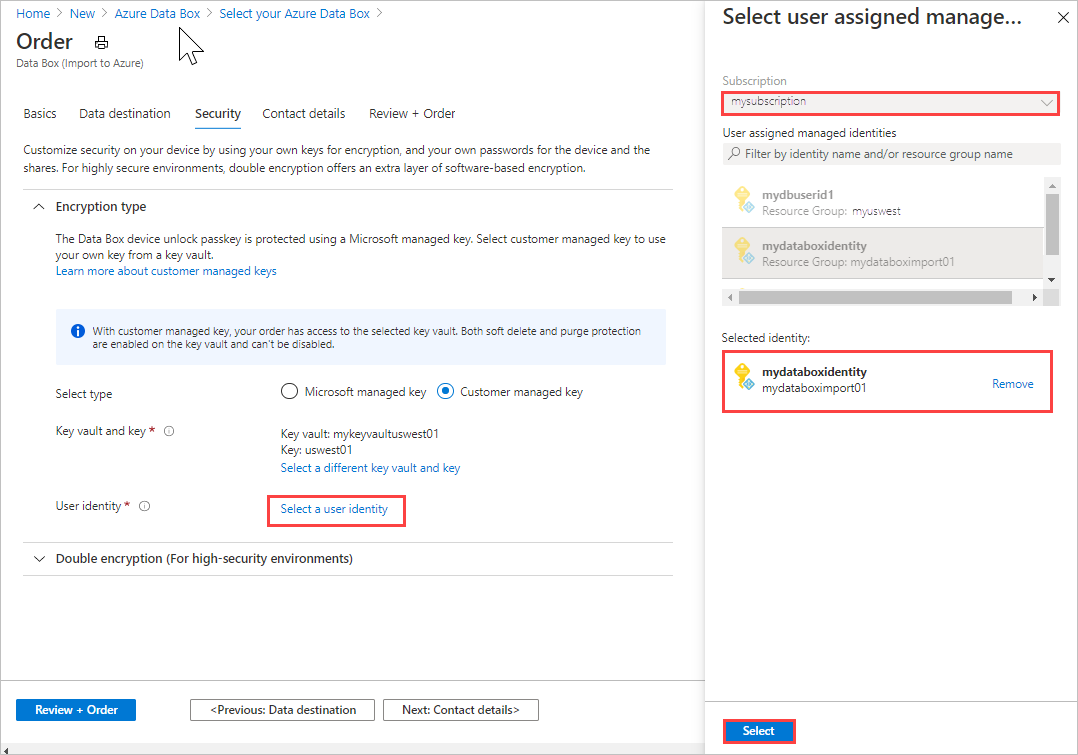 Home > New > Azure Data Box > Select your Azure Data Box >
Order
Data Box (Import to Azure)
Basics Data destination Security Contact details Review + Order
Customize security on your device by using your own keys for encryption, and your own passwords for the device and the
shares. For highly secure environments, double encryption offers an extra layer of software-based encryption.
Encryption type
The Data Box device unlock passkey is protected using a Microsoft managed key. Select customer managed key to use
your own key from a key vault.
Learn more about customer managed keys
With customer managed key, your order has access to the selected key vault. Both soft delete and purge protection
are enabled on the key vault and can't be disabled.
Select type Microsoft managed key Customer managed key
Key vault and key *
Key vault: mykeyvaultuswest01
Key: uswest01
Select a different key vault and key
User identity * Select a user identity
Double encryption (For high-security environments)
Review + Order <Previous: Data destination Next: Contact details>
Select user assigned manage...
Subscription
mysubscription
User assigned managed identities
Filter by identity name and/or resource group name
mydbuserid1
Resource Group: myuswest
mydataboxidentity
Resource Group: mydataboximport01
Selected identity:
mydataboxidentity
mydataboximport01
Remove
Select